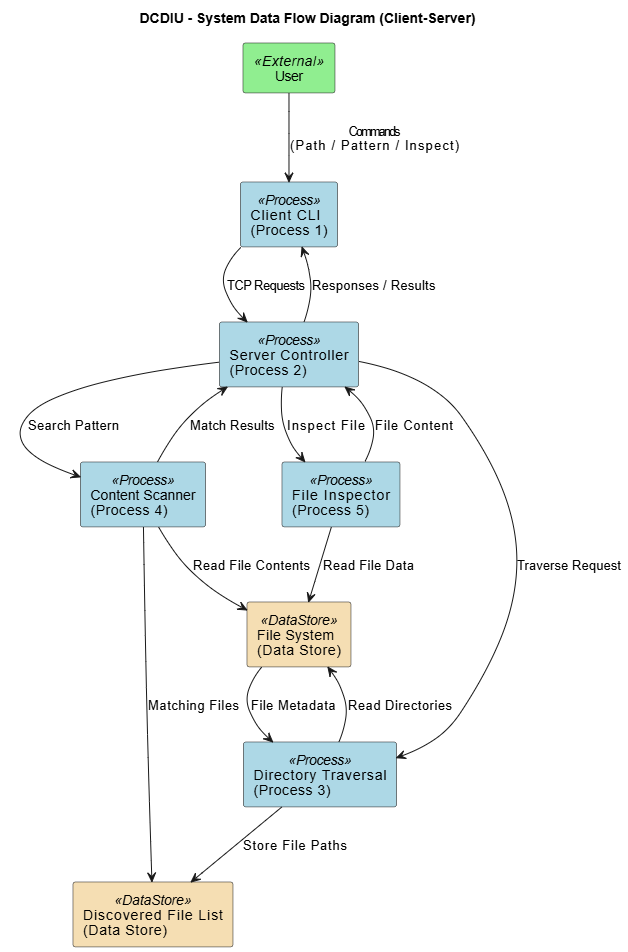 DCDIU - System Data Flow Diagram (Client-Server)
«External»
User
Commands
(Path / Pattern / Inspect)
«Process»
Client CLI
(Process 1)
TCP Requests
Responses / Results
«Process»
Server Controller
(Process 2)
Search Pattern
Match Results
Inspect File
File Content
«Process»
Content Scanner
(Process 4)
«Process»
File Inspector
(Process 5)
Read File Contents
Read File Data
Traverse Request
«DataStore»
File System
(Data Store)
Matching Files
File Metadata
Read Directories
«Process»
Directory Traversal
(Process 3)
Store File Paths
«DataStore»
Discovered File List
(Data Store)